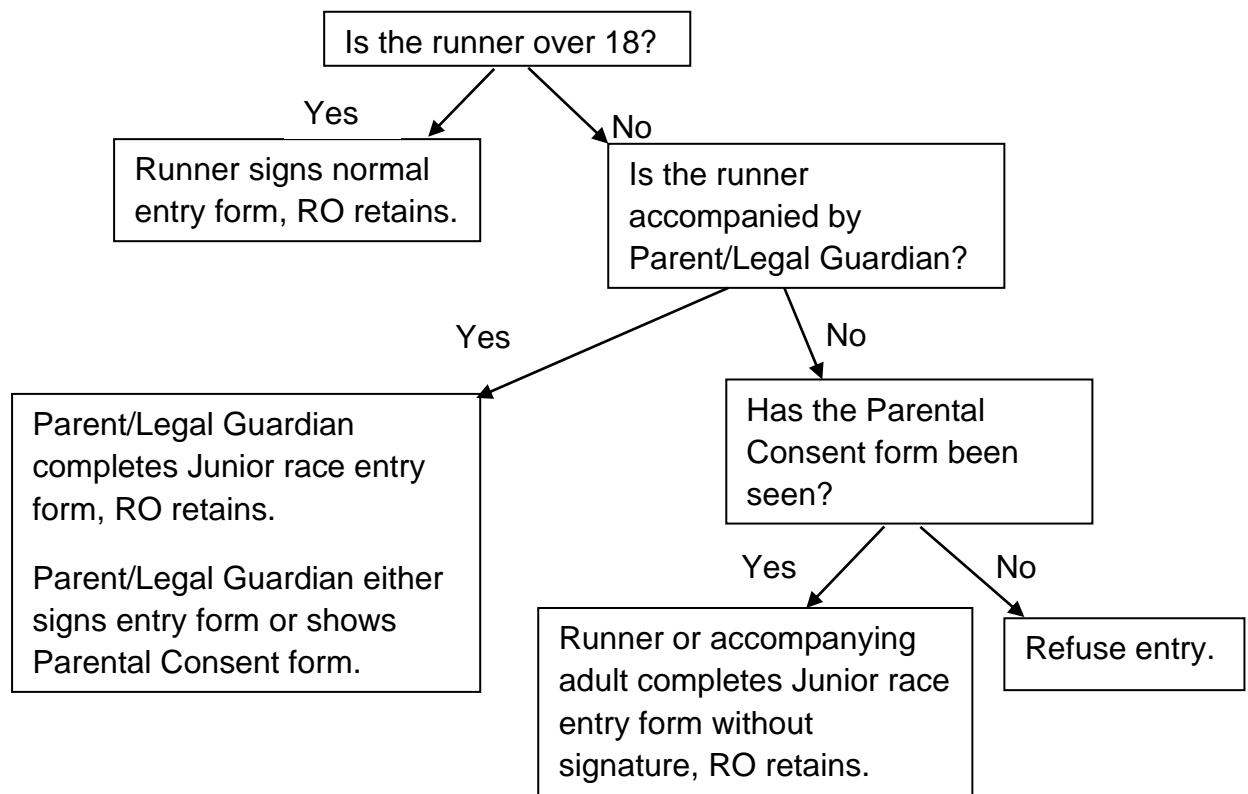 Is the runner over 18?
Yes
No
Runner signs normal
entry form, RO retains.
Is the runner
accompanied by
Parent/Legal Guardian?
Yes
No
Parent/Legal Guardian
completes Junior race entry
form, RO retains.
Parent/Legal Guardian either
signs entry form or shows
Parental Consent form.
Has the Parental
Consent form been
seen?
Yes
No
Runner or accompanying
adult completes Junior race
entry form without
signature, RO retains.
Refuse entry.